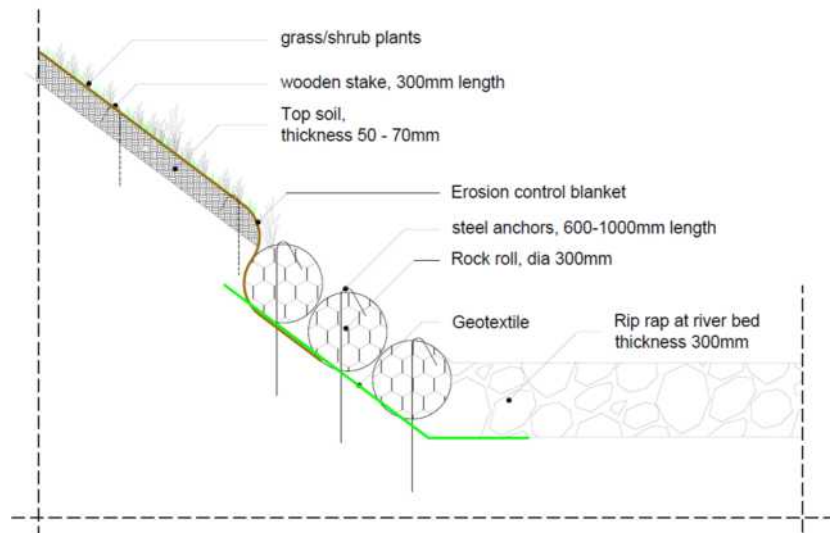 grass/shrub plants
wooden stake, 300mm length
Top soil,
thickness 50 - 70mm
Erosion control blanket
steel anchors, 600-1000mm length
Rock roll, dia 300mm
Geotextile
Rip rap at river bed
thickness 300mm